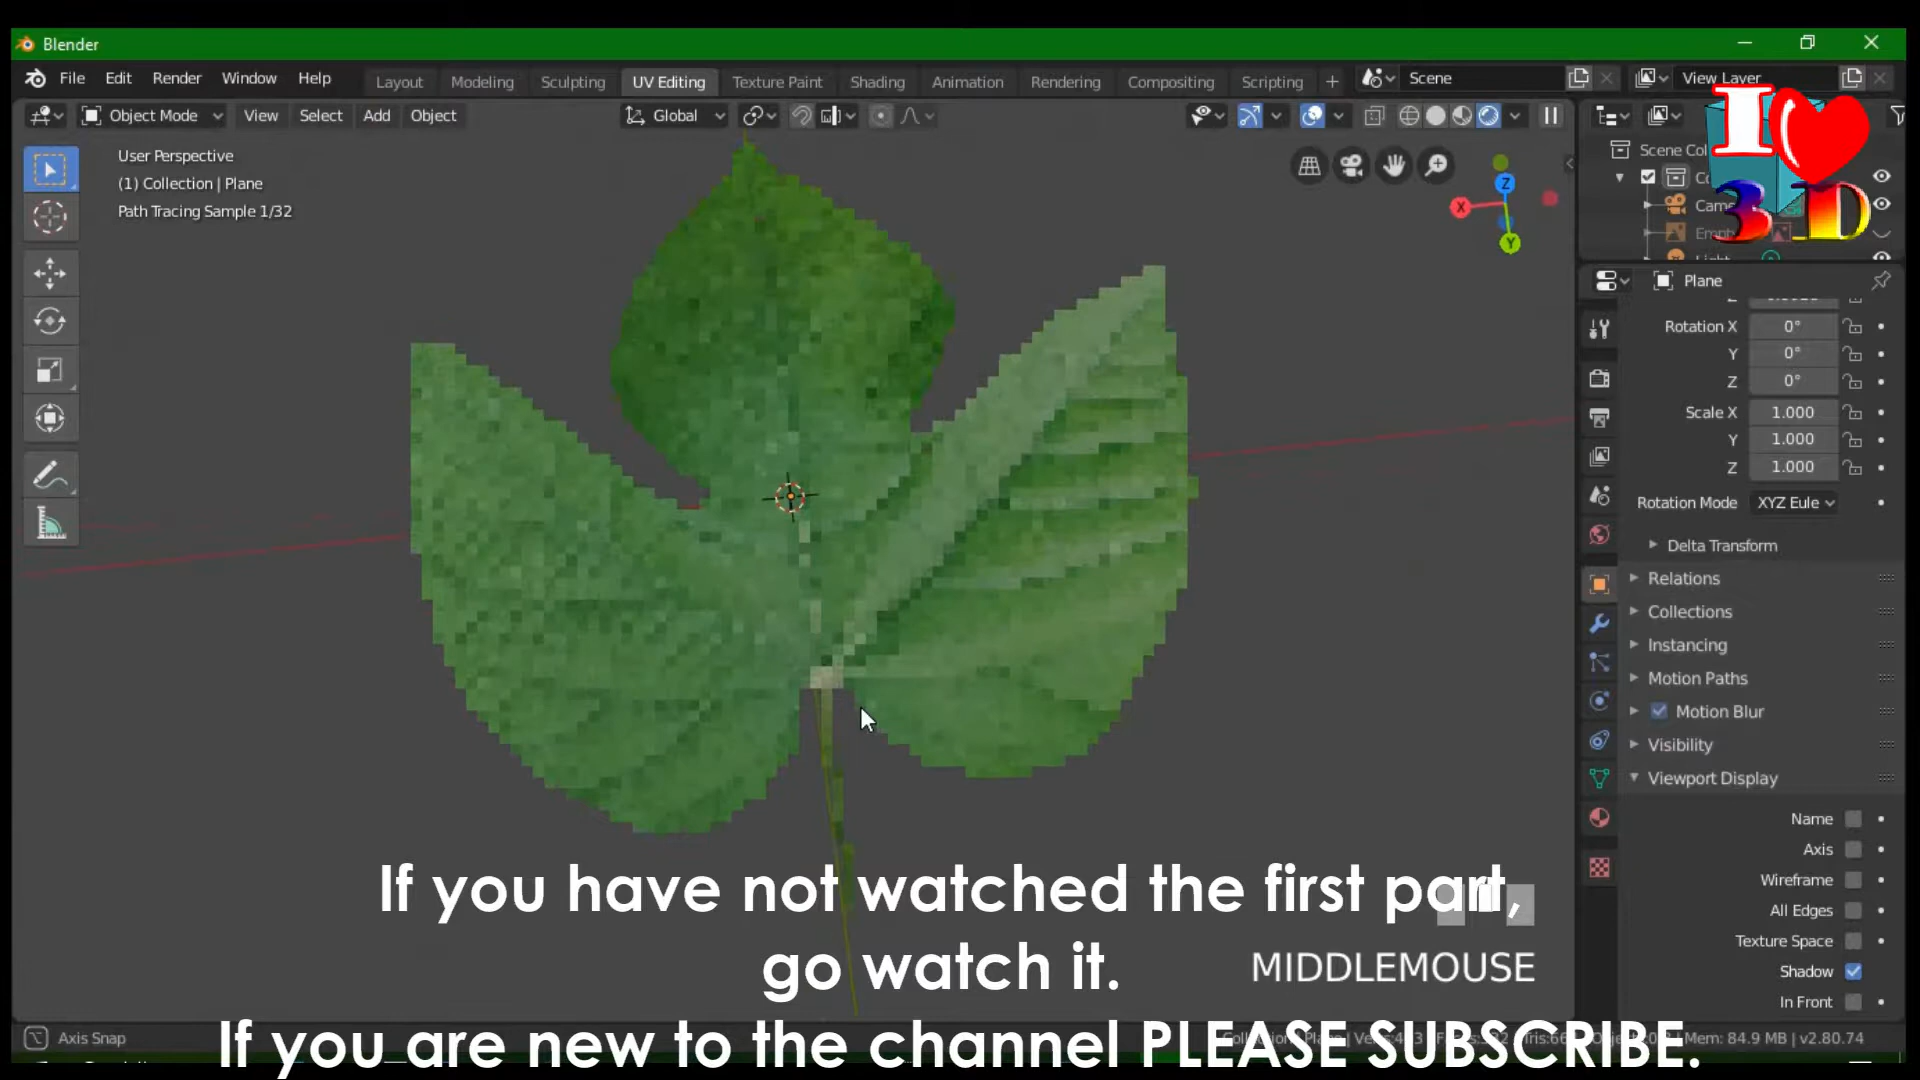 Blender
File Edit Render Window Help
Layout Modeling Sculpting UV Editing Texture Paint Shading Animation Rendering Compositing Scripting +
Scene
View Layer
Object Mode View Select Add Object
Global
User Perspective
(1) Collection | Plane
Path Tracing Sample 1/32
Z
X
Y
I
3_D
Scene Col
Plane
Rotation X 0°
Y 0°
Z 0°
Scale X 1.000
Y 1.000
Z 1.000
Rotation Mode XYZ Eule
Delta Transform
Relations
Collections
Instancing
Motion Paths
Motion Blur
Visibility
Viewport Display
Name
Axis
Wireframe
All Edges
Texture Space
Shadow
In Front
If you have not watched the first part,
go watch it.
MIDDLEMOUSE
If you are new to the channel PLEASE SUBSCRIBE.
Axis Snap
Mem: 84.9 MB | v2.80.74